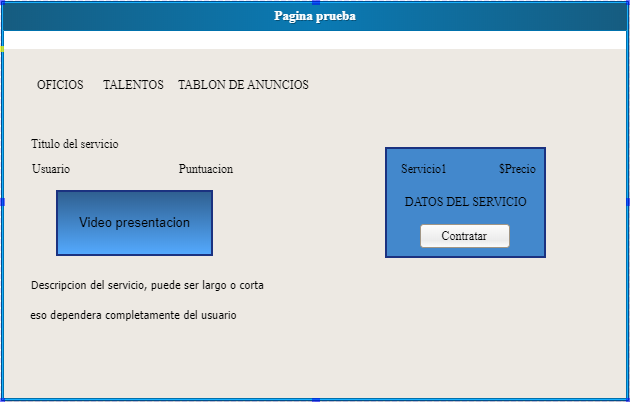 Pagina prueba
OFICIOS TALENTOS TABLON DE ANUNCIOS
Titulo del servicio
Usuario Puntuacion
Video presentacion
Servicio1 $Precio
DATOS DEL SERVICIO
Contratar
Descripcion del servicio, puede ser largo o corta
eso dependera completamente del usuario